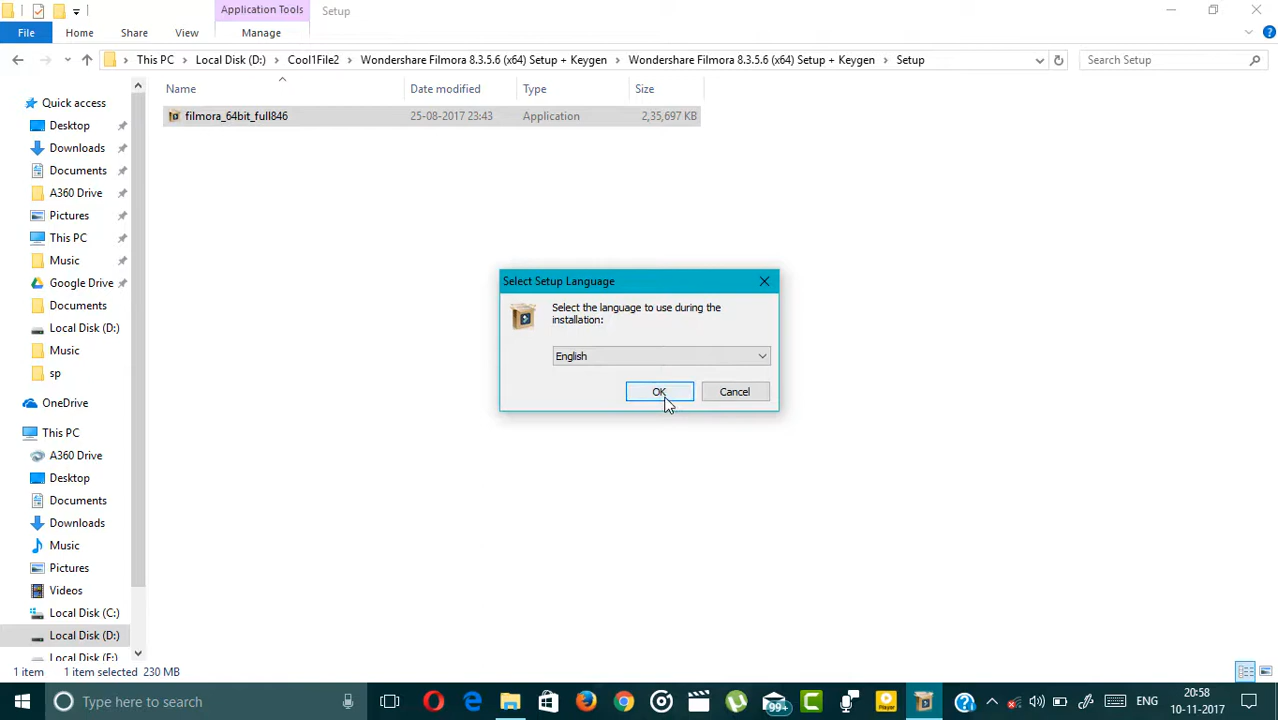 Application Tools
Setup
File
Home
Share
View
Manage
This PC
Local Disk (D:)
Cool1File2
Wondershare Filmora 8.3.5.6 (x64) Setup + Keygen
Wondershare Filmora 8.3.5.6 (x64) Setup + Keygen
Setup
Search Setup
Name
Date modified
Type
Size
filmora_64bit_full846
25-08-2017 23:43
Application
2,35,697 KB
Quick access
Desktop
Downloads
Documents
A360 Drive
Pictures
This PC
Music
Google Drive
Documents
Local Disk (D:)
Music
sp
OneDrive
This PC
A360 Drive
Desktop
Documents
Downloads
Music
Pictures
Videos
Local Disk (C:)
Local Disk (D:)
Local Disk (E:)
Select Setup Language
Select the language to use during the
installation:
English
OK
Cancel
1 item
1 item selected 230 MB
Type here to search
99+
Player
ENG
20:58
10-11-2017